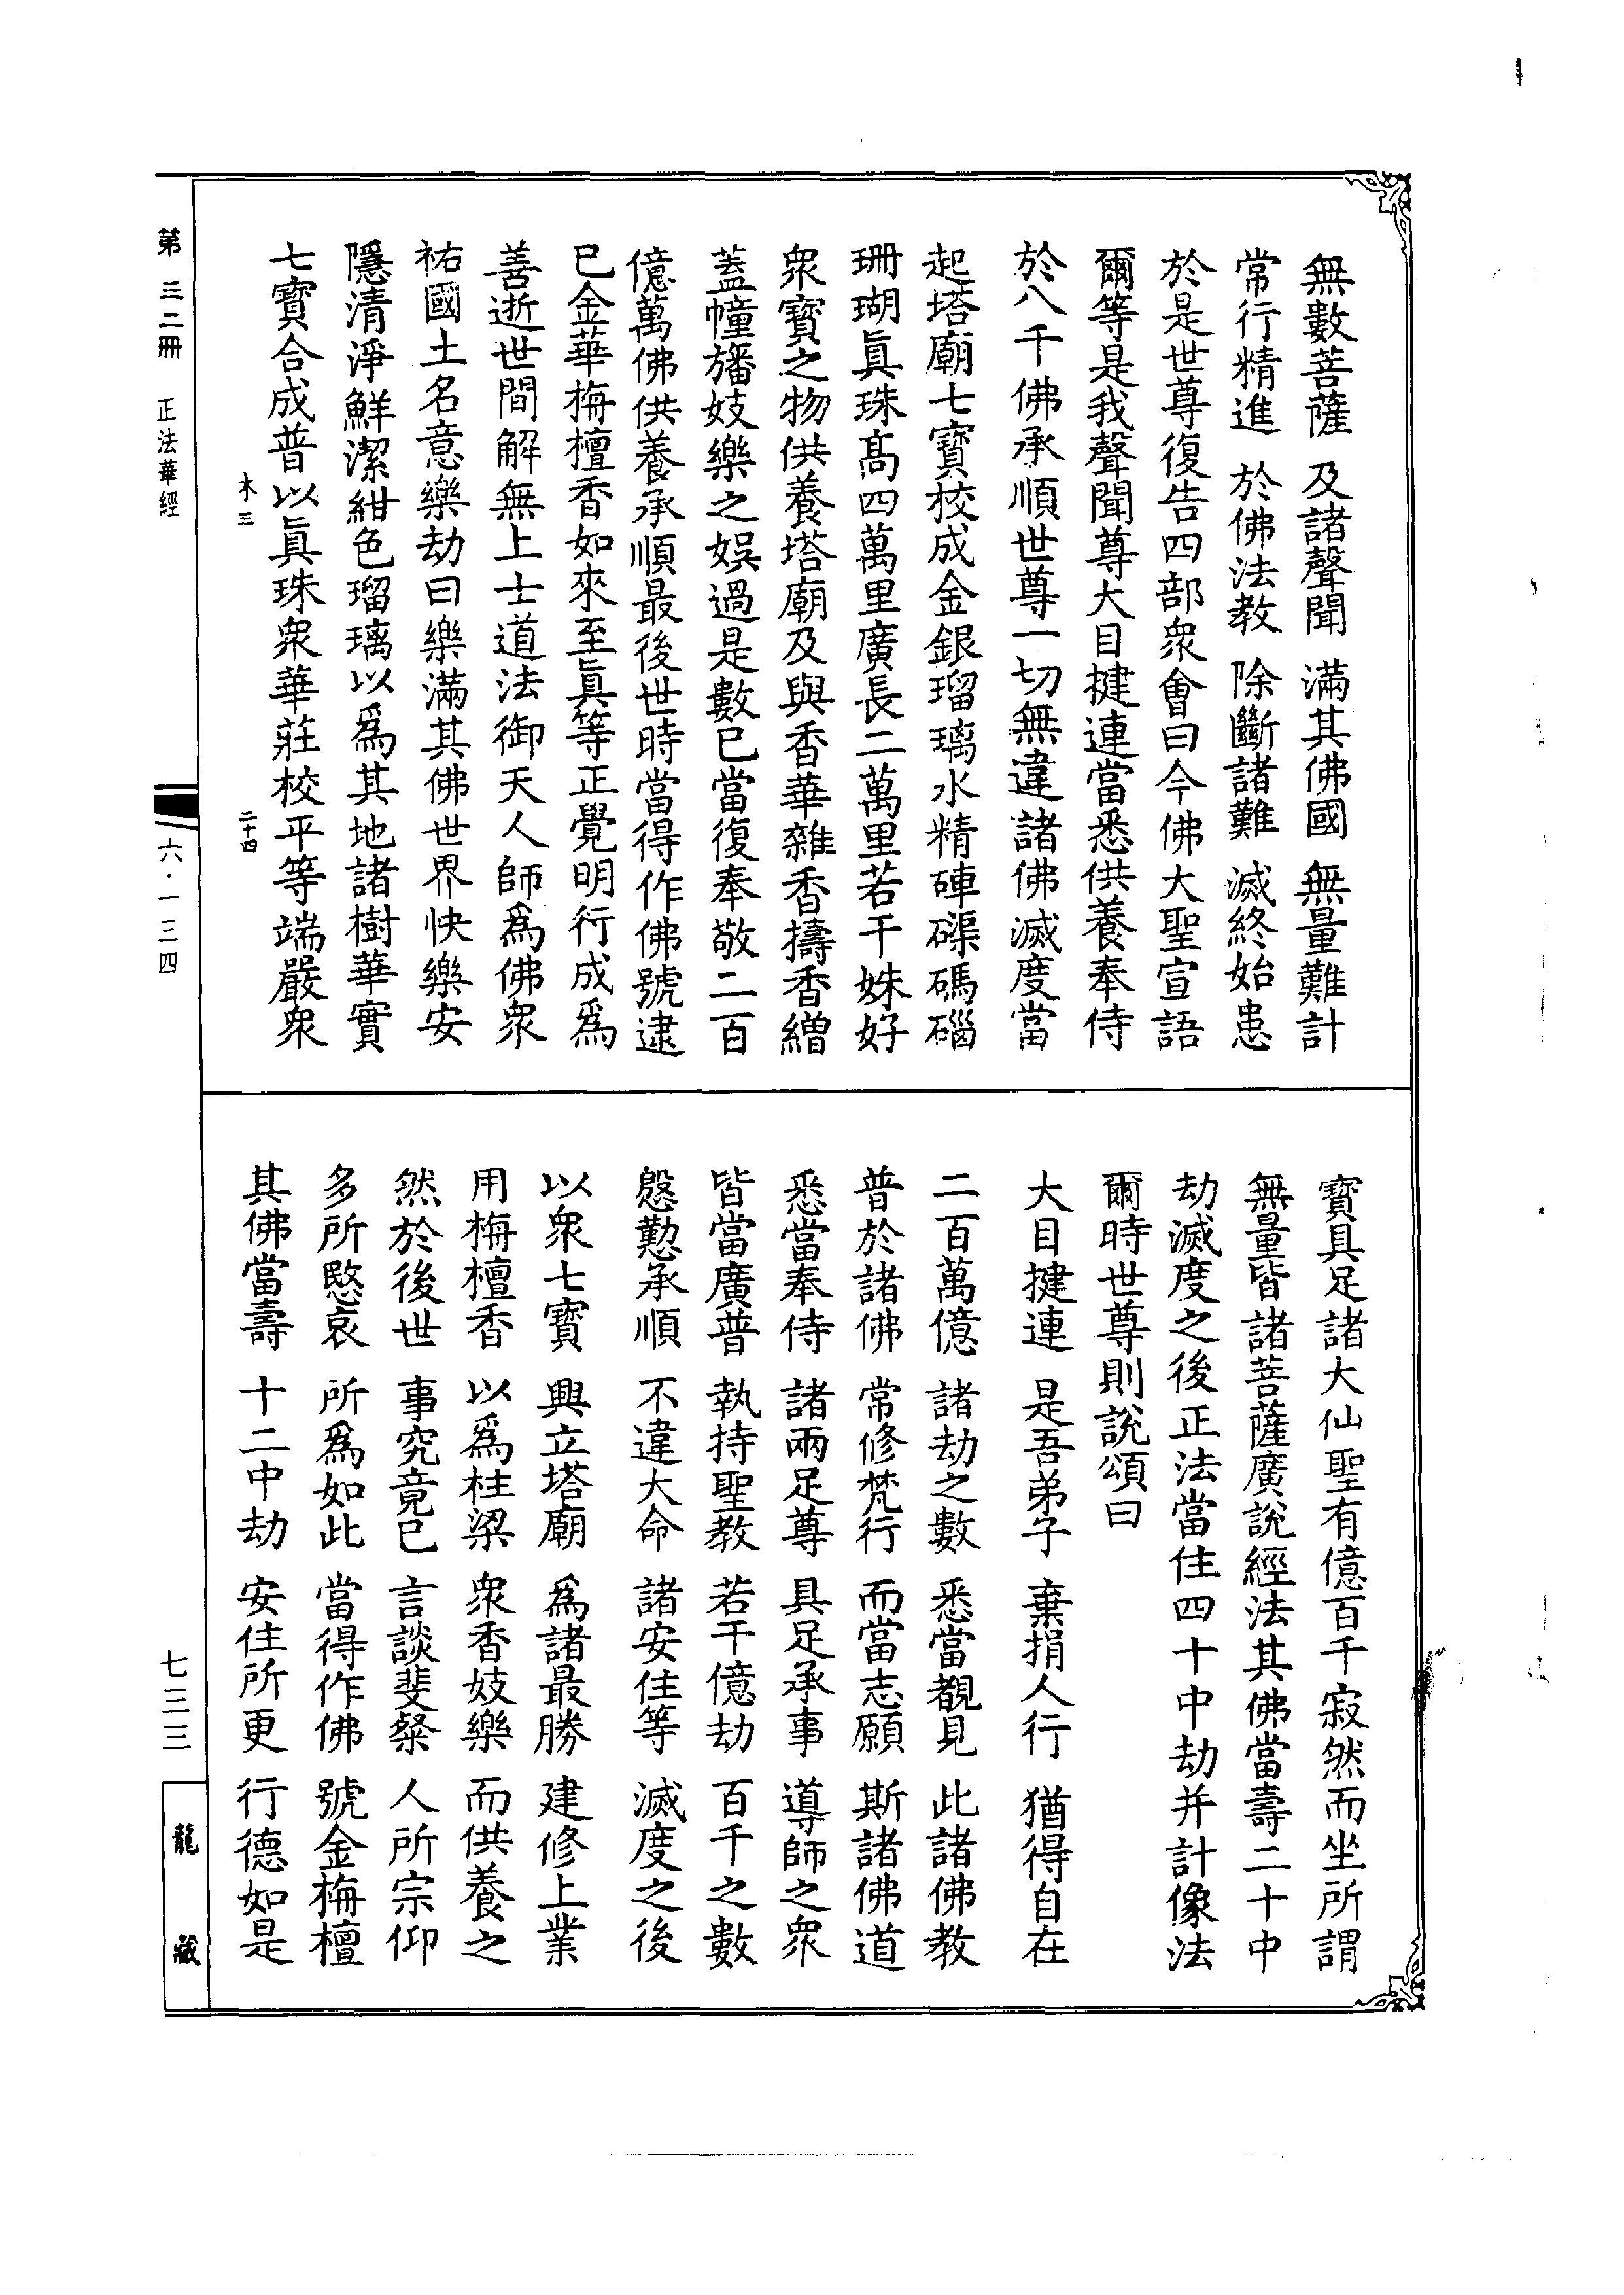 無數菩薩　及諸聲聞　滿其佛國　無量難計
常行精進　於佛法教　除斷諸難　滅終始患
於是世尊復告四部衆會曰今佛大聖宣語
爾等是我聲聞尊大目揵連當悉供養奉侍
於八千佛承順世尊一切無違諸佛滅度當
起塔廟七寶校成金銀瑠璃水精硨磲碼碯
珊瑚眞珠高四萬里廣長二萬里若干姝好
衆寶之物供養塔廟及與香華雜香擣香繒
蓋幢旛妓樂之娛過是數已當復奉敬二百
億萬佛供養承順最後世時當得作佛號逮
已金華栴檀香如來至眞等正覺明行成爲
善逝世間解無上士道法御天人師爲佛衆
祐國土名意樂劫曰樂滿其佛世界快樂安
隱清淨鮮潔紺色瑠璃以爲其地諸樹華實
七寶合成普以眞珠衆華莊校平等端嚴衆
木三　二十四
寶具足諸大仙聖有億百千寂然而坐所謂
無量皆諸菩薩廣說經法其佛當壽二十中
劫滅度之後正法當住四十中劫并計像法
爾時世尊則說頌曰
大目揵連　是吾弟子　棄捐人行　猶得自在
二百萬億　諸劫之數　悉當覩見　此諸佛教
普於諸佛　常修梵行　而當志願　斯諸佛道
悉當奉侍　諸兩足尊　具足承事　導師之衆
皆當廣普　執持聖教　若干億劫　百千之數
慇懃承順　不違大命　諸安住等　滅度之後
以衆七寶　興立塔廟　爲諸最勝　建修上業
用栴檀香　以爲柱梁　衆香妓樂　而供養之
然於後世　事究竟已　言談斐粲　人所宗仰
多所愍哀　所爲如此　當得作佛　號金栴檀
其佛當壽　十二中劫　安住所更　行德如是
第三二冊　正法華經　六·一三四　七三三　龍藏